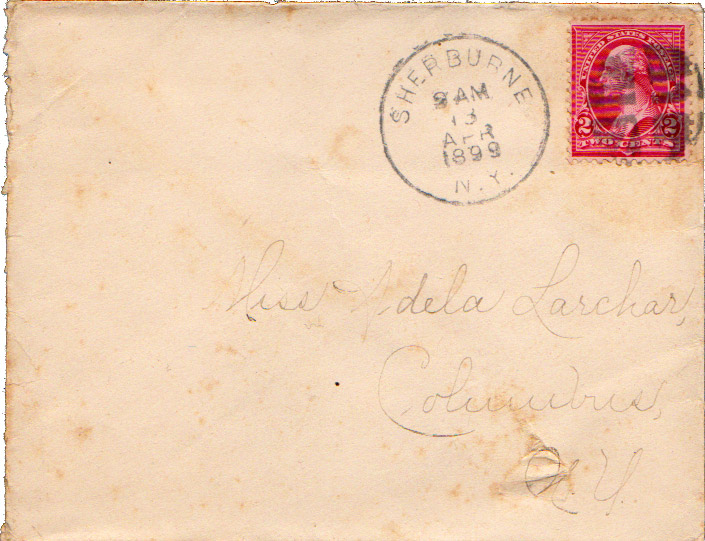 SHERBURNE
9 AM
13
APR
1899
N.Y.
UNITED STATES POSTAGE
2 2
TWO CENTS
Miss Adela Larchar,
Columbus,
N.Y.